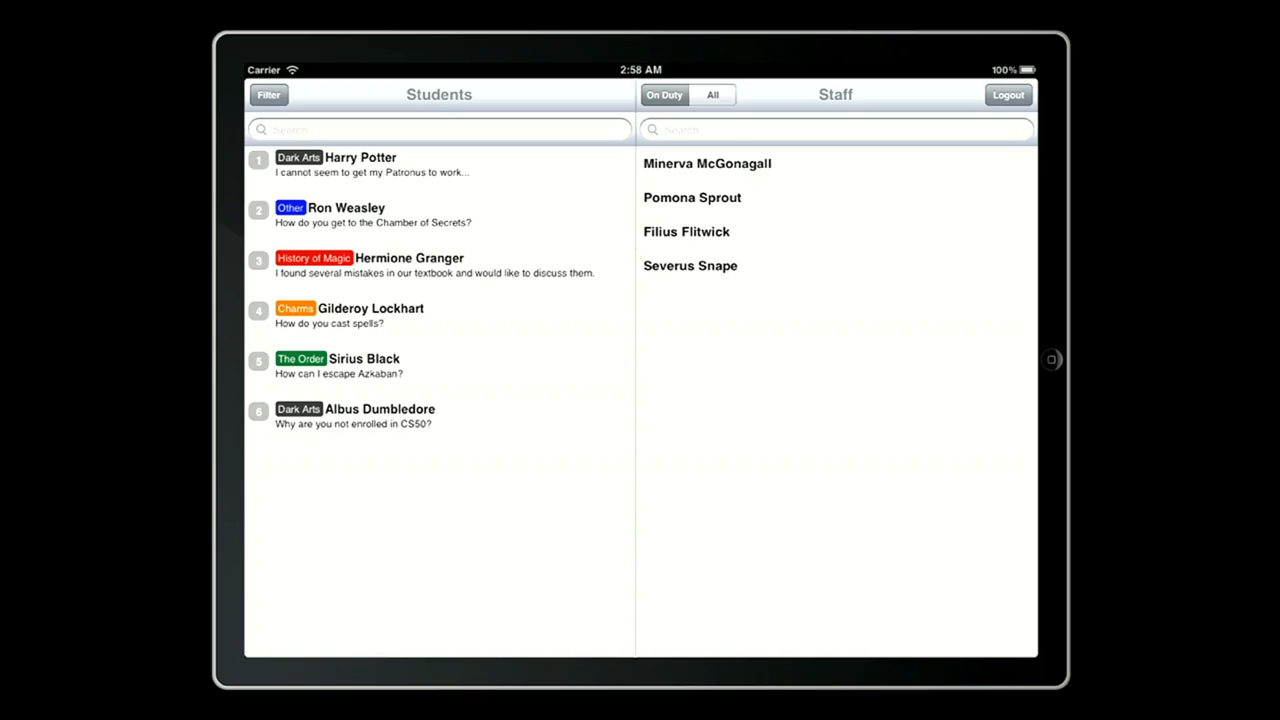 Carrier 2:58 AM 100%
Filter Students On Duty All Staff Logout
Search Search
1 Dark Arts Harry Potter
I cannot seem to get my Patronus to work...
2 Other Ron Weasley
How do you get to the Chamber of Secrets?
3 History of Magic Hermione Granger
I found several mistakes in our textbook and would like to discuss them.
4 Charms Gilderoy Lockhart
How do you cast spells?
5 The Order Sirius Black
How can I escape Azkaban?
6 Dark Arts Albus Dumbledore
Why are you not enrolled in CS50?
Minerva McGonagall
Pomona Sprout
Filius Flitwick
Severus Snape